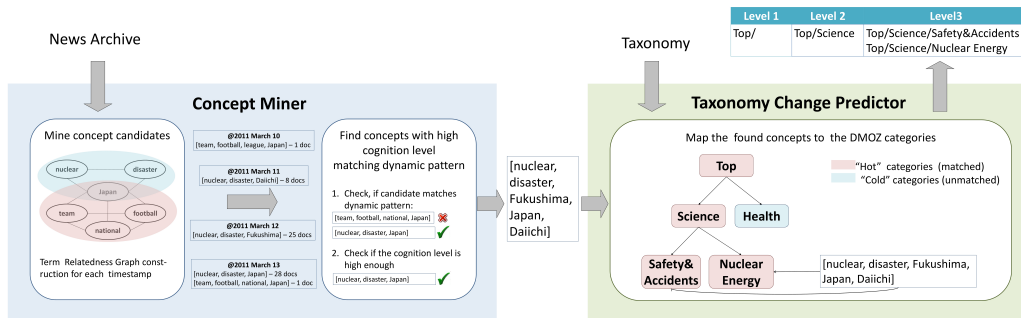 News Archive
Concept Miner
Mine concept candidates
nuclear
disaster
Japan
team
football
national
Term Relatedness Graph const-
ruction for each timestamp
@2011 March 10
[team, football, league, Japan] – 1 doc
@2011 March 11
[nuclear, disaster, Daiichi] – 8 docs
@2011 March 12
[nuclear, disaster, Fukushima] – 25 docs
@2011 March 13
[nuclear, disaster, Japan] – 28 docs
[team, football, national, Japan] – 1 doc
Find concepts with high
cognition level
matching dynamic pattern
1. Check, if candidate matches
dynamic pattern:
[team, football, national, Japan]
[nuclear, disaster, Japan]
2. Check if the cognition level is
high enough
[nuclear, disaster, Japan]
[nuclear,
disaster,
Fukushima,
Japan,
Daiichi]
Taxonomy
Level 1 Level 2 Level3
Top/ Top/Science Top/Science/Safety&Accidents
Top/Science/Nuclear Energy
Taxonomy Change Predictor
Map the found concepts to the DMOZ categories
"Hot" categories (matched)
"Cold" categories (unmatched)
Top
Science
Health
Safety&
Accidents
Nuclear
Energy
[nuclear, disaster, Fukushima,
Japan, Daiichi]